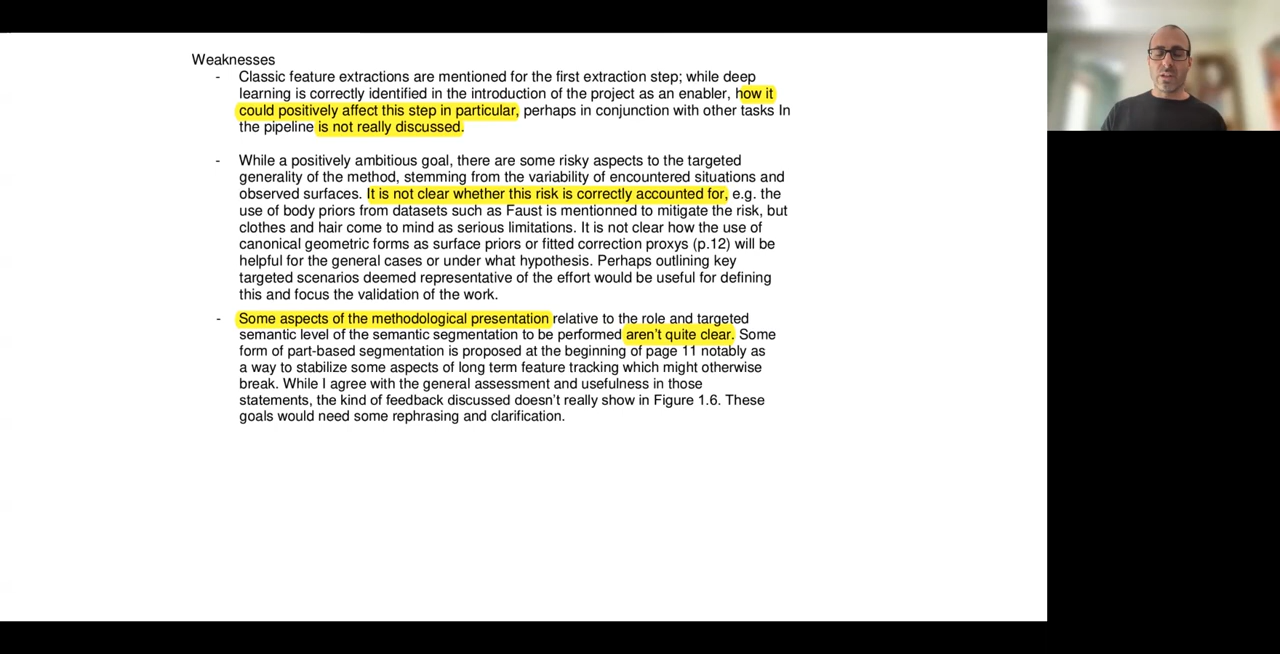 Weaknesses
- Classic feature extractions are mentioned for the first extraction step; while deep
learning is correctly identified in the introduction of the project as an enabler, how it
could positively affect this step in particular, perhaps in conjunction with other tasks In
the pipeline is not really discussed.
- While a positively ambitious goal, there are some risky aspects to the targeted
generality of the method, stemming from the variability of encountered situations and
observed surfaces. It is not clear whether this risk is correctly accounted for, e.g. the
use of body priors from datasets such as Faust is mentionned to mitigate the risk, but
clothes and hair come to mind as serious limitations. It is not clear how the use of
canonical geometric forms as surface priors or fitted correction proxys (p.12) will be
helpful for the general cases or under what hypothesis. Perhaps outlining key
targeted scenarios deemed representative of the effort would be useful for defining
this and focus the validation of the work.
- Some aspects of the methodological presentation relative to the role and targeted
semantic level of the semantic segmentation to be performed aren't quite clear. Some
form of part-based segmentation is proposed at the beginning of page 11 notably as
a way to stabilize some aspects of long term feature tracking which might otherwise
break. While I agree with the general assessment and usefulness in those
statements, the kind of feedback discussed doesn't really show in Figure 1.6. These
goals would need some rephrasing and clarification.